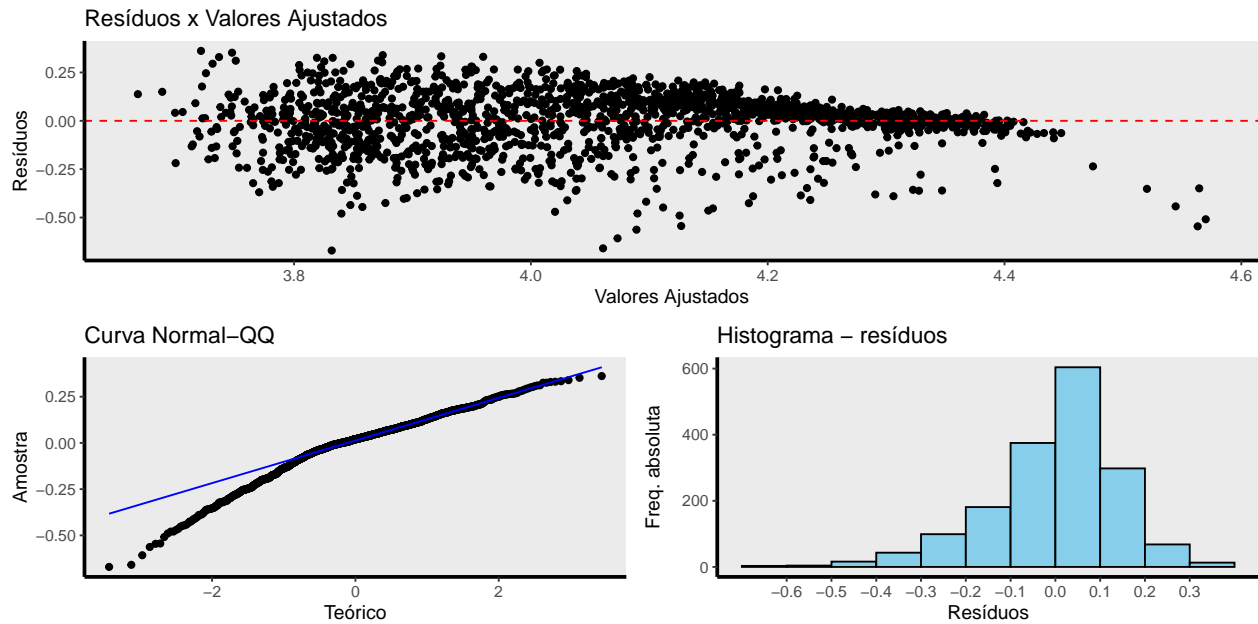 Resíduos x Valores Ajustados
Resíduos
0.25
0.00
−0.25
−0.50
3.8 4.0 4.2 4.4 4.6
Valores Ajustados
Curva Normal−QQ
Amostra
0.25
0.00
−0.25
−0.50
−2 0 2
Teórico
Histograma − resíduos
Freq. absoluta
600
400
200
0
−0.6 −0.5 −0.4 −0.3 −0.2 −0.1 0.0 0.1 0.2 0.3
Resíduos